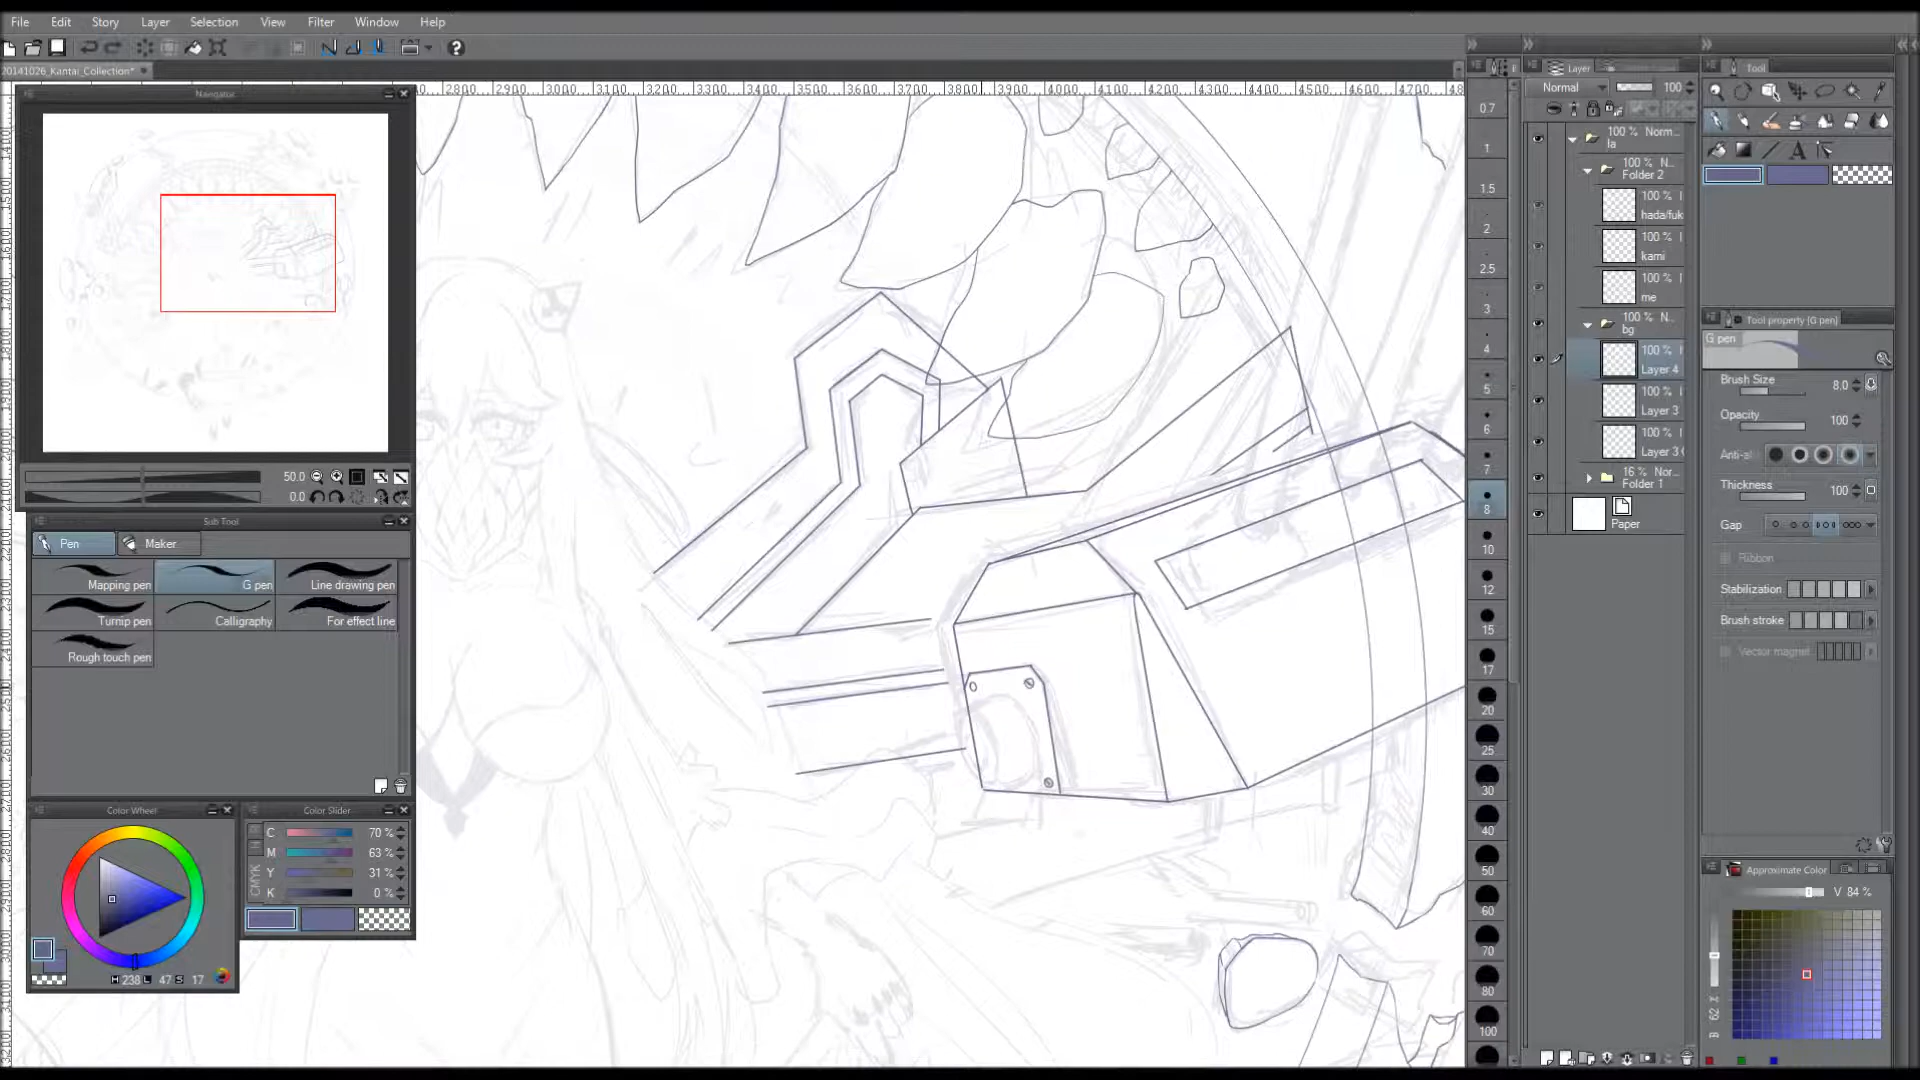 File Edit Story Layer Selection View Filter Window Help
20141026_Kantai_Collection*
Navigator
50.0
0.0
Sub Tool
Pen Maker
Mapping pen G pen Line drawing pen
Turnip pen Calligraphy For effect line
Rough touch pen
Color Wheel
238 47 17
Color Slider
CMYK
C 70 %
M 63 %
Y 31 %
K 0 %
2800 2900 3000 3100 3200 3300 3400 3500 3600 3700 3800 3900 4000 4100 4200 4300 4400 4500 4600 4700
0.7
1
1.5
2
2.5
3
4
5
6
7
8
10
12
15
17
20
25
30
40
50
60
70
80
100
Layer
Normal 100
100 % Norm...
la
100 % N...
Folder 2
100 %
hada/fuk
100 %
kami
100 %
me
100 % N...
bg
100 %
Layer 4
100 %
Layer 3
100 %
Layer 3
16 % Nor...
Folder 1
Paper
Tool
Tool property [G pen]
G pen
Brush Size 8.0
Opacity 100
Anti-al
Thickness 100
Gap
Ribbon
Stabilization
Brush stroke
Vector magnet
Approximate Color
V 84 %
62